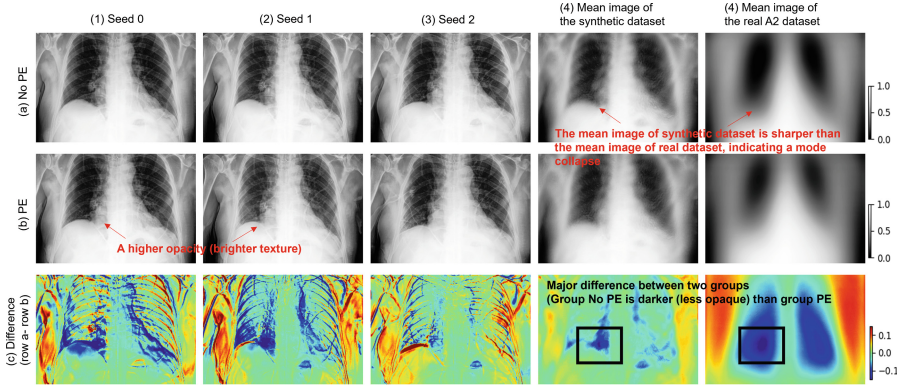 (1) Seed 0
(2) Seed 1
(3) Seed 2
(4) Mean image of
the synthetic dataset
(4) Mean image of
the real A2 dataset
(a) No PE
1.0
0.5
0.0
The mean image of synthetic dataset is sharper than
the mean image of real dataset, indicating a mode
collapse
(b) PE
A higher opacity (brighter texture)
1.0
0.5
0.0
(c) Difference
(row a- row b)
Major difference between two groups
(Group No PE is darker (less opaque) than group PE
0.1
0.0
−0.1